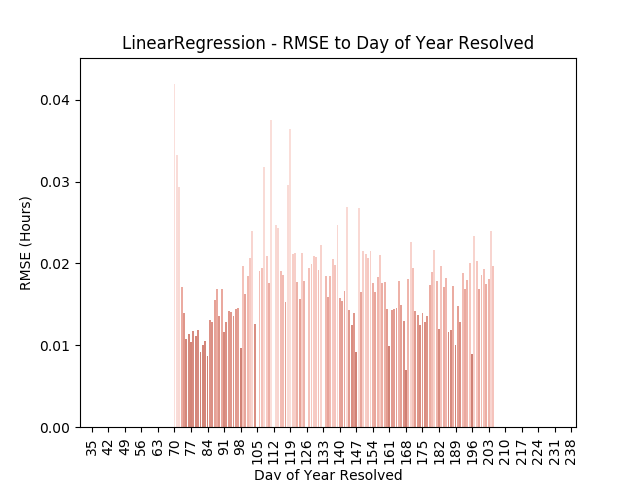 LinearRegression - RMSE to Day of Year Resolved
0.04
0.03
0.02
0.01
0.00
RMSE (Hours)
35 42 49 56 63 70 77 84 91 98 105 112 119 126 133 140 147 154 161 168 175 182 189 196 203 210 217 224 231 238
Day of Year Resolved